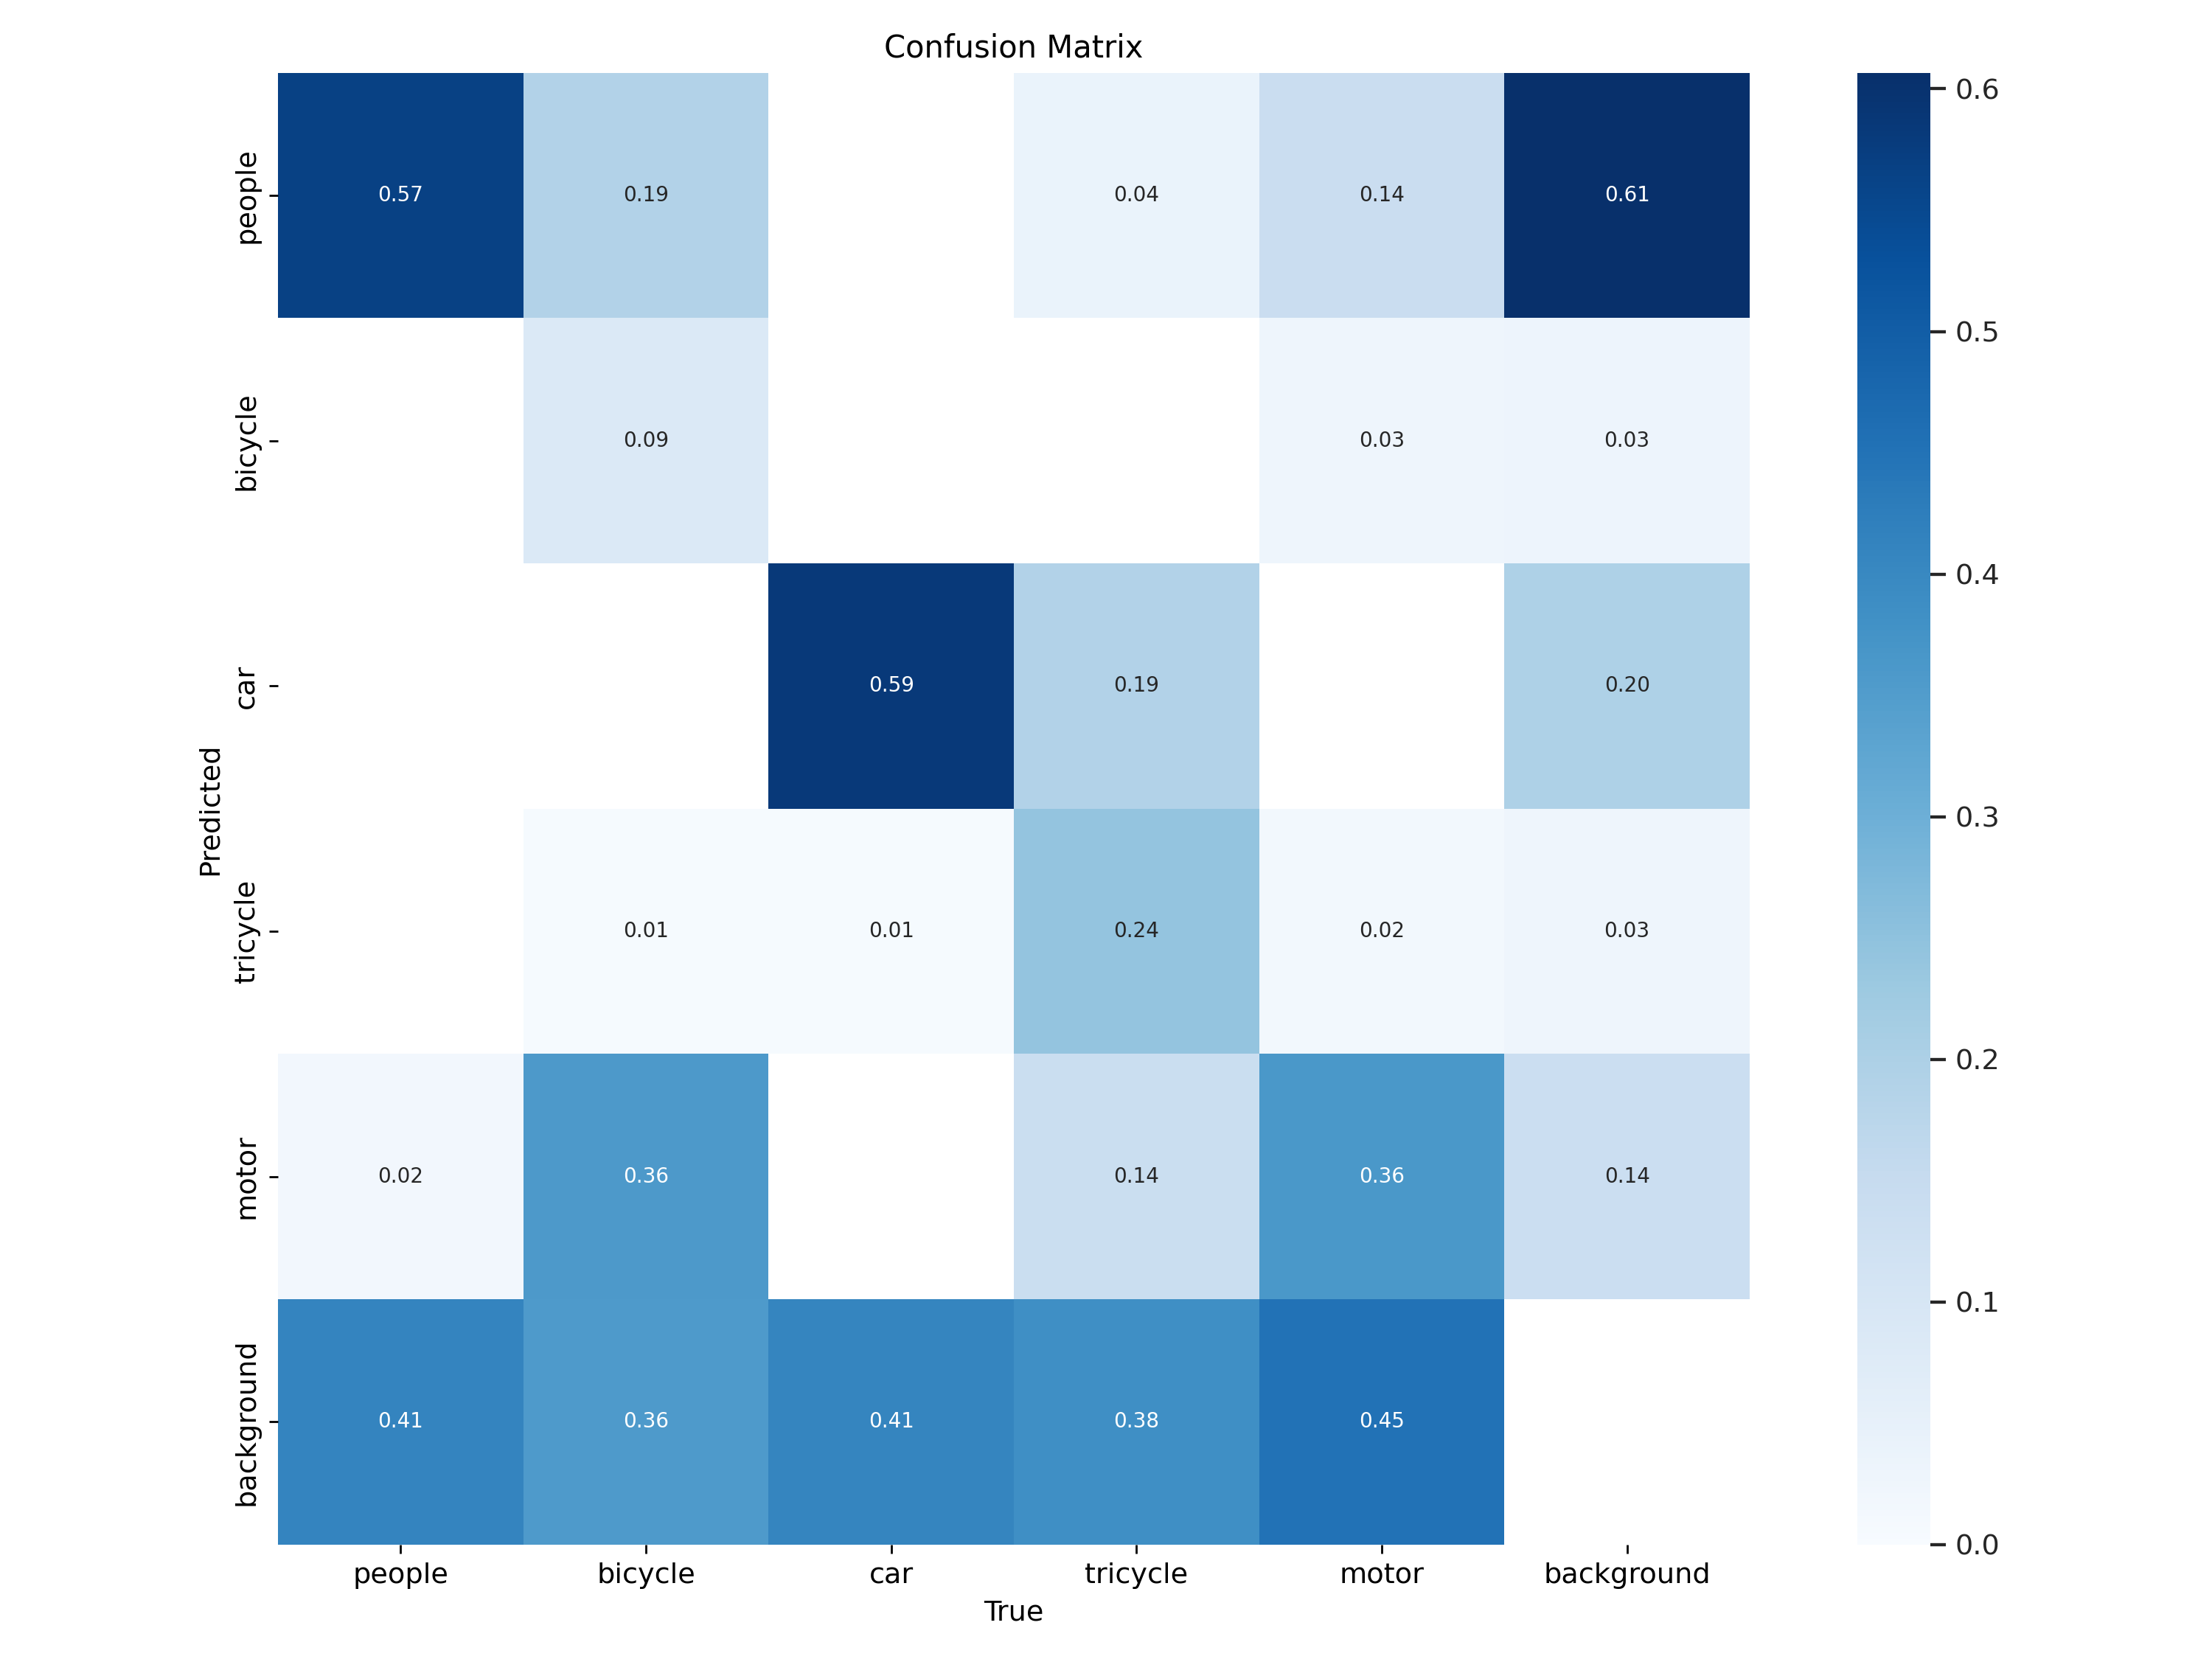 Confusion Matrix
people
0.57 0.19 0.04 0.14 0.61
bicycle
0.09 0.03 0.03
car
0.59 0.19 0.20
tricycle
0.01 0.01 0.24 0.02 0.03
motor
0.02 0.36 0.14 0.36 0.14
background
0.41 0.36 0.41 0.38 0.45
Predicted
people bicycle car tricycle motor background
True
0.6
0.5
0.4
0.3
0.2
0.1
0.0